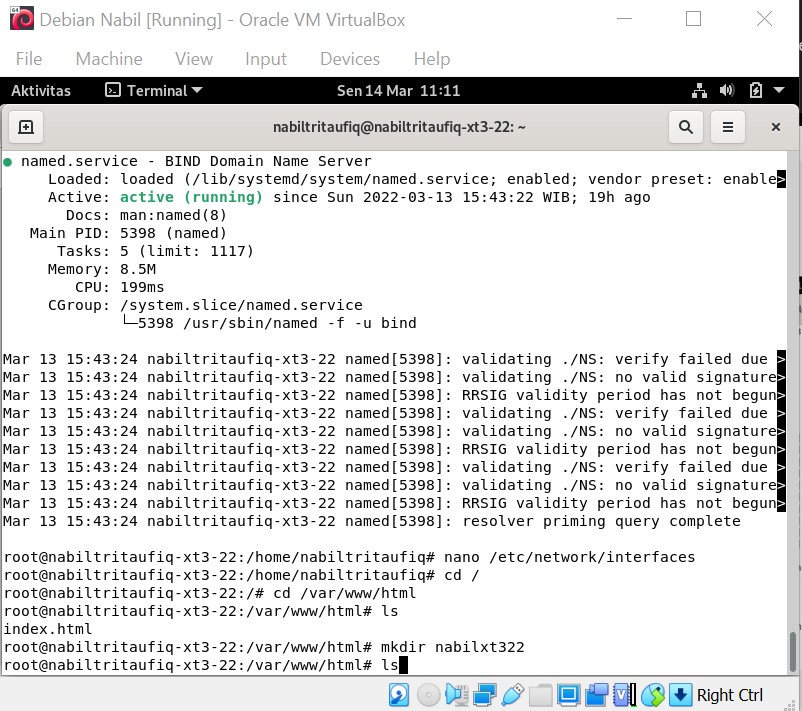 Debian Nabil [Running] - Oracle VM VirtualBox
File Machine View Input Devices Help
Aktivitas Terminal Sen 14 Mar 11:11
nabiltritaufiq@nabiltritaufiq-xt3-22: ~
● named.service - BIND Domain Name Server
Loaded: loaded (/lib/systemd/system/named.service; enabled; vendor preset: enable>
Active: active (running) since Sun 2022-03-13 15:43:22 WIB; 19h ago
Docs: man:named(8)
Main PID: 5398 (named)
Tasks: 5 (limit: 1117)
Memory: 8.5M
CPU: 199ms
CGroup: /system.slice/named.service
└─5398 /usr/sbin/named -f -u bind
Mar 13 15:43:24 nabiltritaufiq-xt3-22 named[5398]: validating ./NS: verify failed due >
Mar 13 15:43:24 nabiltritaufiq-xt3-22 named[5398]: validating ./NS: no valid signature>
Mar 13 15:43:24 nabiltritaufiq-xt3-22 named[5398]: RRSIG validity period has not begun>
Mar 13 15:43:24 nabiltritaufiq-xt3-22 named[5398]: validating ./NS: verify failed due >
Mar 13 15:43:24 nabiltritaufiq-xt3-22 named[5398]: validating ./NS: no valid signature>
Mar 13 15:43:24 nabiltritaufiq-xt3-22 named[5398]: RRSIG validity period has not begun>
Mar 13 15:43:24 nabiltritaufiq-xt3-22 named[5398]: validating ./NS: verify failed due >
Mar 13 15:43:24 nabiltritaufiq-xt3-22 named[5398]: validating ./NS: no valid signature>
Mar 13 15:43:24 nabiltritaufiq-xt3-22 named[5398]: RRSIG validity period has not begun>
Mar 13 15:43:24 nabiltritaufiq-xt3-22 named[5398]: resolver priming query complete
root@nabiltritaufiq-xt3-22:/home/nabiltritaufiq# nano /etc/network/interfaces
root@nabiltritaufiq-xt3-22:/home/nabiltritaufiq# cd /
root@nabiltritaufiq-xt3-22:/# cd /var/www/html
root@nabiltritaufiq-xt3-22:/var/www/html# ls
index.html
root@nabiltritaufiq-xt3-22:/var/www/html# mkdir nabilxt322
root@nabiltritaufiq-xt3-22:/var/www/html# ls
Right Ctrl